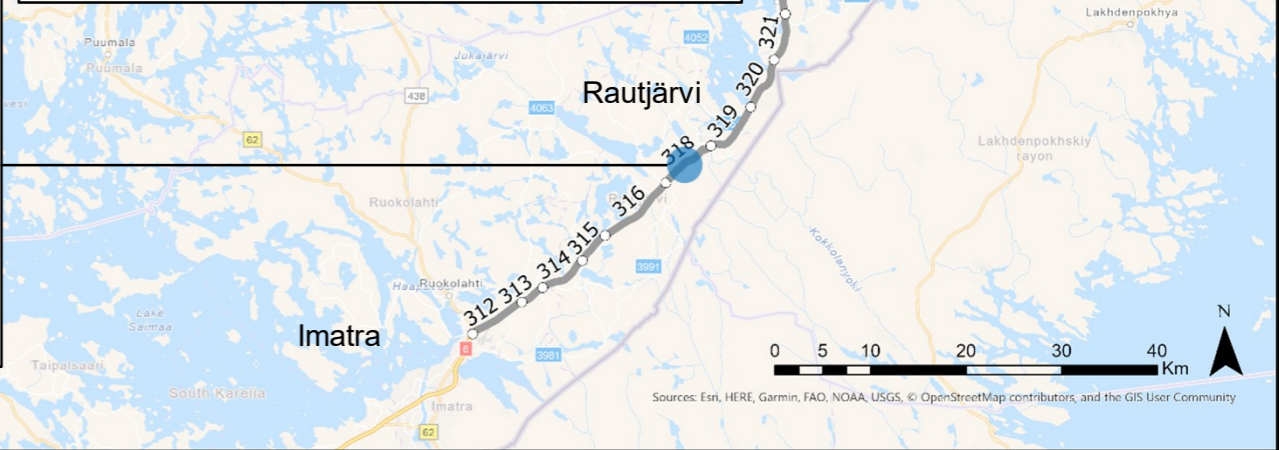 321
Lakhdenpokhya
Puumala
Puumala
4052
Jukajärvi
320
Rautjärvi
438
4063
319
62
Lakhdenpokhskiy
rayon
318
316
Ruokolahti
315
Kokkolanyoki
314
3991
Ruokolahti
313
312
Lake
Saimaa
Imatra
N
6
3981
0 5 10 20 30 40
Km
Taipalsaari
South Karelia
Sources: Esri, HERE, Garmin, FAO, NOAA, USGS, © OpenStreetMap contributors, and the GIS User Community
Imatra
62